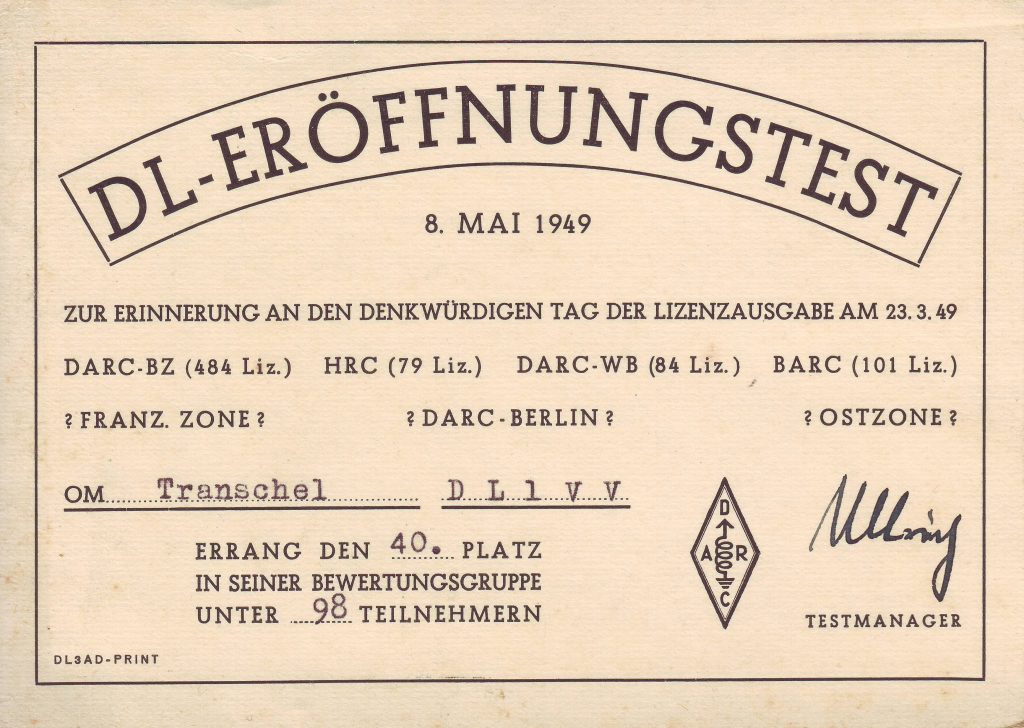 DL-ERÖFFNUNGSTEST
8. MAI 1949
ZUR ERINNERUNG AN DEN DENKWÜRDIGEN TAG DER LIZENZAUSGABE AM 23.3.49
DARC-BZ (484 Liz.) HRC (79 Liz.) DARC-WB (84 Liz.) BARC (101 Liz.)
? FRANZ. ZONE ? ? DARC-BERLIN ? ? OSTZONE ?
OM Transchel DL1VV
ERRANG DEN 40. PLATZ
IN SEINER BEWERTUNGSGRUPPE
UNTER 98 TEILNEHMERN
D
A R
C
TESTMANAGER
DL3AD-PRINT